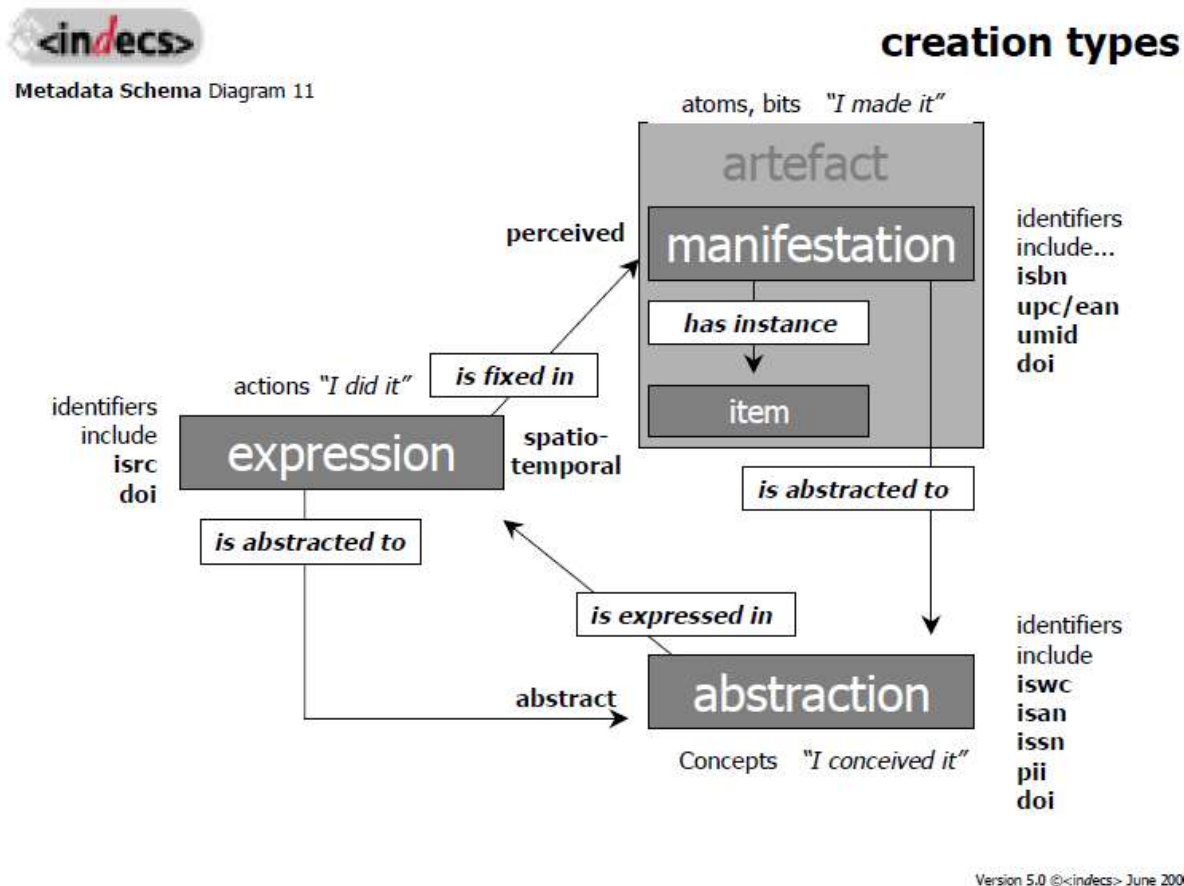 <indecs>
creation types
Metadata Schema Diagram 11
atoms, bits "I made it"
artefact
perceived
manifestation
identifiers
include...
isbn
upc/ean
umid
doi
has instance
is fixed in
item
actions "I did it"
identifiers
include
isrc
doi
expression
spatio-
temporal
is abstracted to
is abstracted to
is expressed in
abstract
abstraction
identifiers
include
iswc
isan
issn
pii
doi
Concepts "I conceived it"
Version 5.0 ©<indecs> June